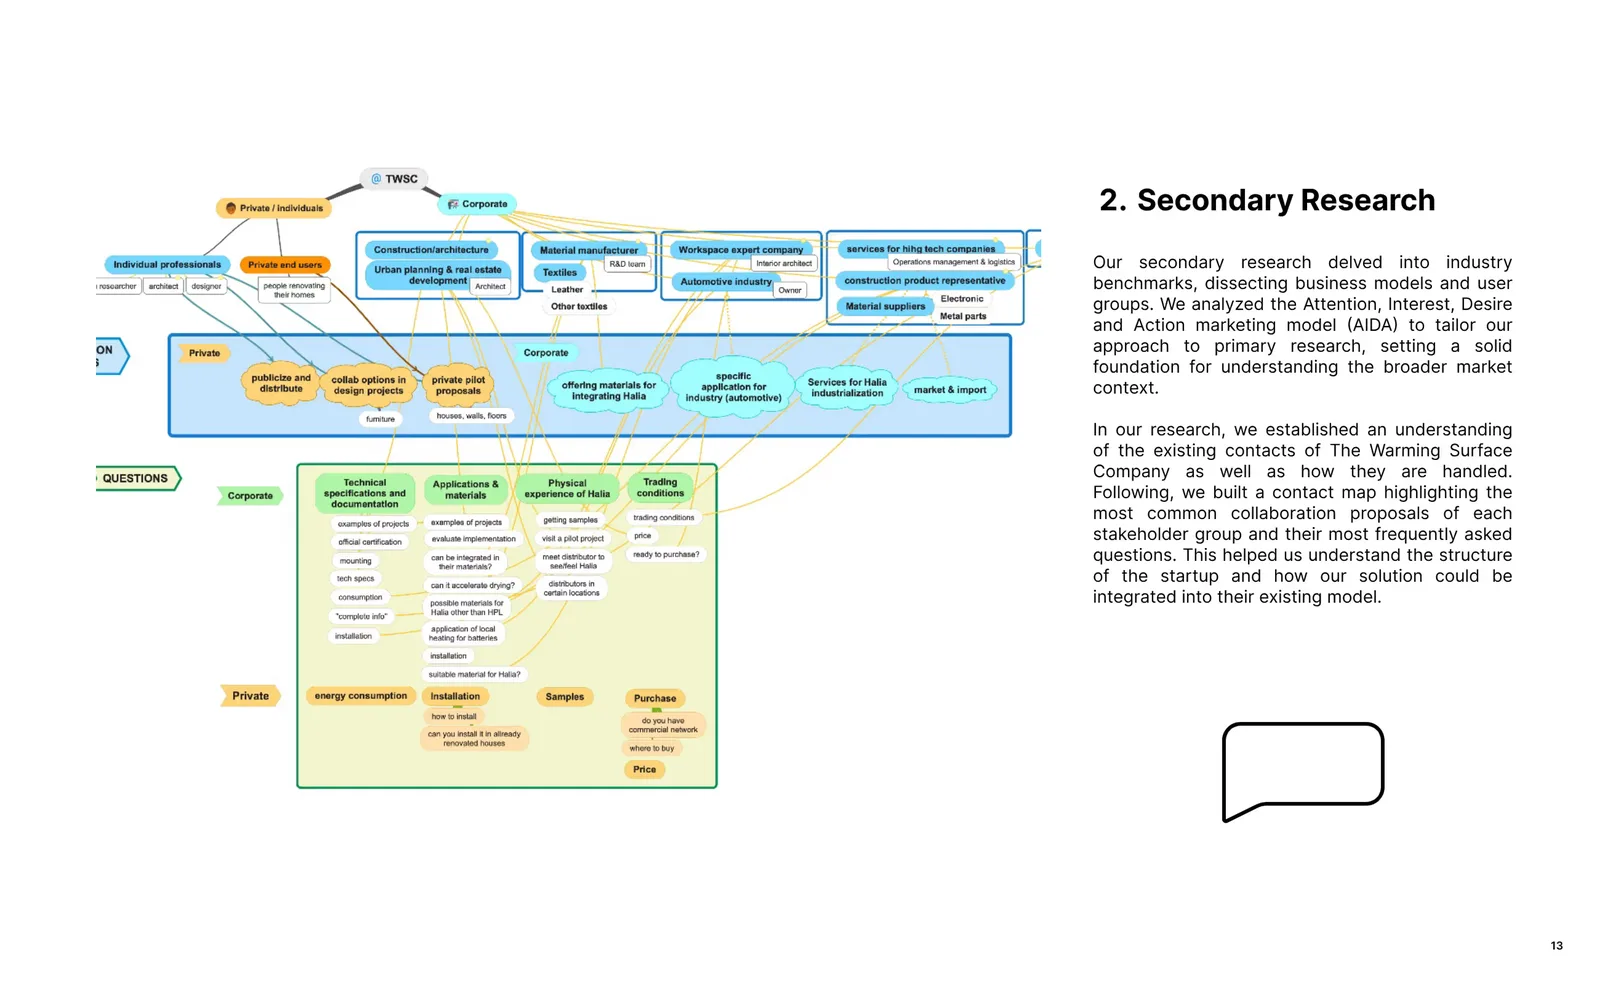 @ TWSC
Private / Individuals
Corporate
Individual professionals
Private end users
researcher
architect
designer
people renovating
their homes
Construction/architecture
Urban planning & real estate
development
Architect
Material manufacturer
R&D team
Textiles
Leather
Other textiles
Workspace expert company
Interior architect
Automotive industry
Owner
services for hihg tech companies
Operations management & logistics
construction product representative
Material suppliers
Electronic
Metal parts
ON
S
Private
publicize and
distribute
collab options in
design projects
private pilot
proposals
furniture
houses, walls, floors
Corporate
offering materials for
integrating Halia
specific
application for
industry (automotive)
Services for Halia
industrialization
market & import
QUESTIONS
Corporate
Technical
specifications and
documentation
examples of projects
official certification
mounting
tech specs
consumption
"complete info"
installation
Applications &
materials
examples of projects
evaluate implementation
can be integrated in
their materials?
can it accelerate drying?
possible materials for
Halia other than HPL
application of local
heating for batteries
installation
suitable material for Halia?
Physical
experience of Halia
getting samples
visit a pilot project
meet distributor to
see/feel Halia
distributors in
certain locations
Trading
conditions
trading conditions
price
ready to purchase?
Private
energy consumption
Installation
how to install
can you install it in allready
renovated houses
Samples
Purchase
do you have
commercial network
where to buy
Price
2. Secondary Research
Our secondary research delved into industry
benchmarks, dissecting business models and user
groups. We analyzed the Attention, Interest, Desire
and Action marketing model (AIDA) to tailor our
approach to primary research, setting a solid
foundation for understanding the broader market
context.
In our research, we established an understanding
of the existing contacts of The Warming Surface
Company as well as how they are handled.
Following, we built a contact map highlighting the
most common collaboration proposals of each
stakeholder group and their most frequently asked
questions. This helped us understand the structure
of the startup and how our solution could be
integrated into their existing model.
13